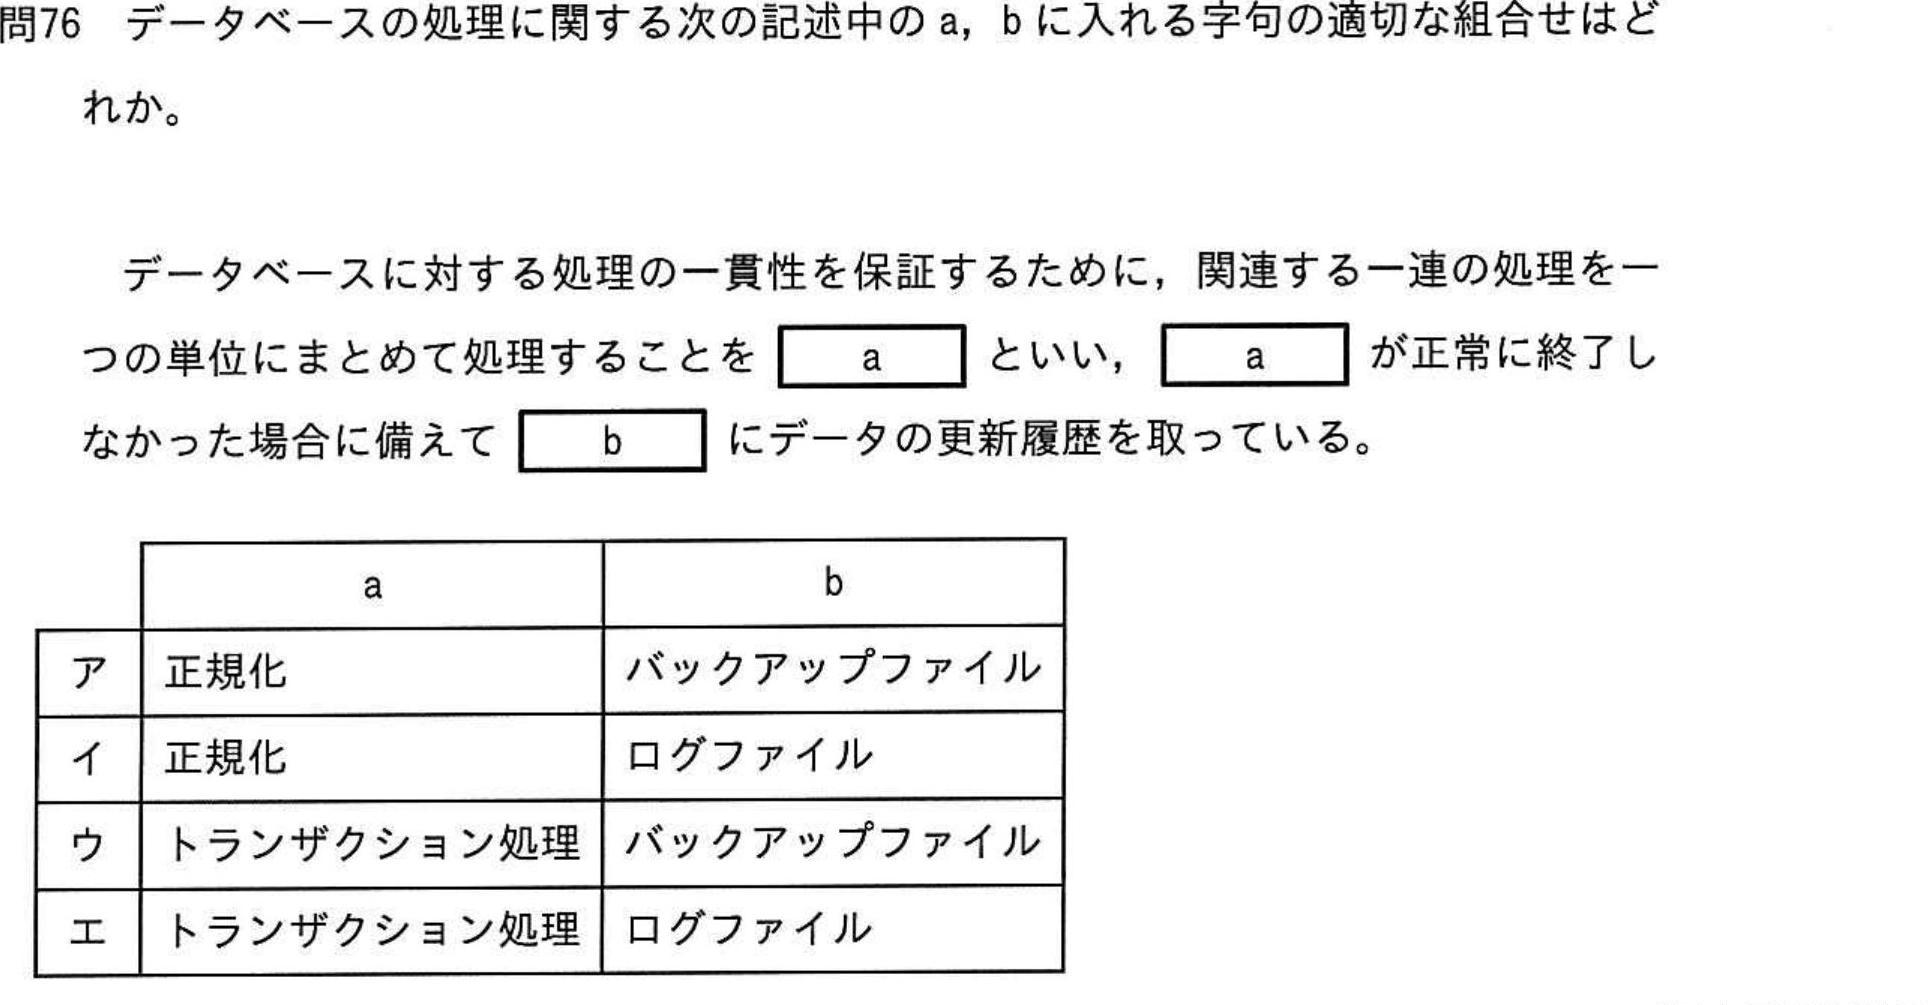 問76 データベースの処理に関する次の記述中の a，b に入れる字句の適切な組合せはど
れか。
データベースに対する処理の一貫性を保証するために，関連する一連の処理を一
つの単位にまとめて処理することを a といい， a が正常に終了し
なかった場合に備えて b にデータの更新履歴を取っている。
a b
ア 正規化 バックアップファイル
イ 正規化 ログファイル
ウ トランザクション処理 バックアップファイル
エ トランザクション処理 ログファイル